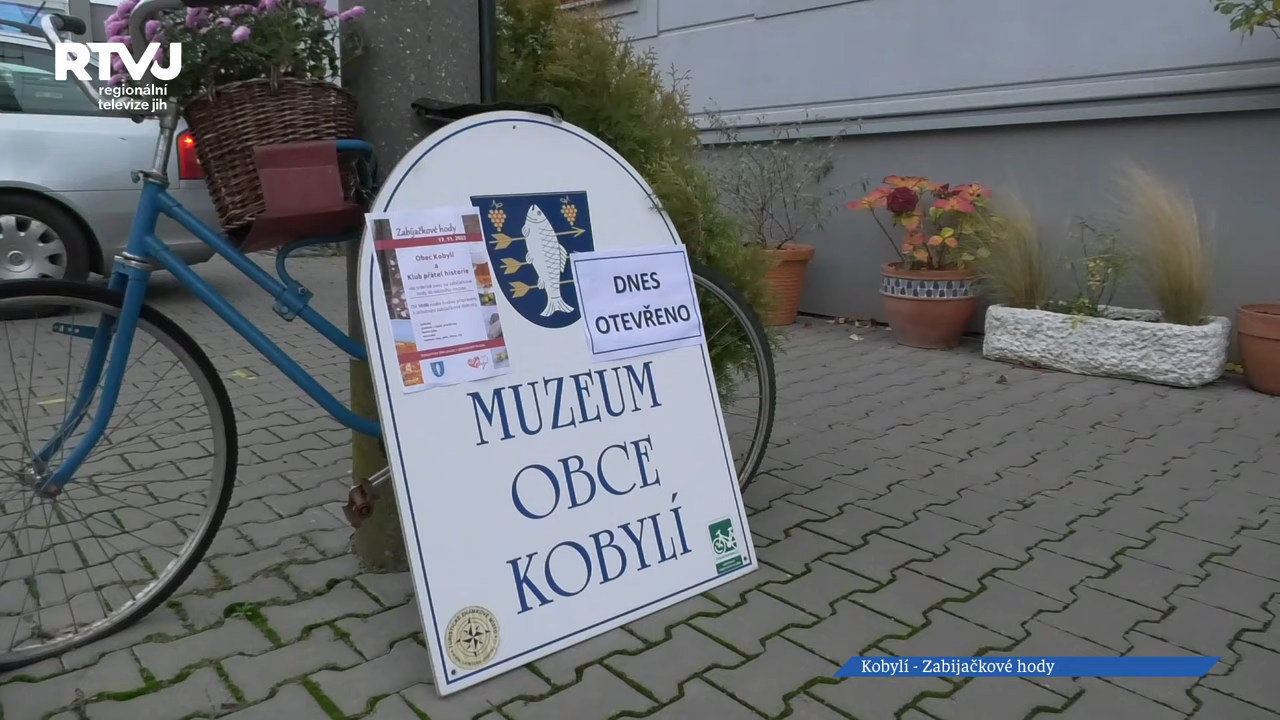 RTVJ
regionální
televize jih
Zabijačkové hody
Obec Kobylí
a
Klub přátel historie
DNES
OTEVŘENO
MUZEUM
OBCE
KOBYLÍ
Kobylí - Zabijačkové hody